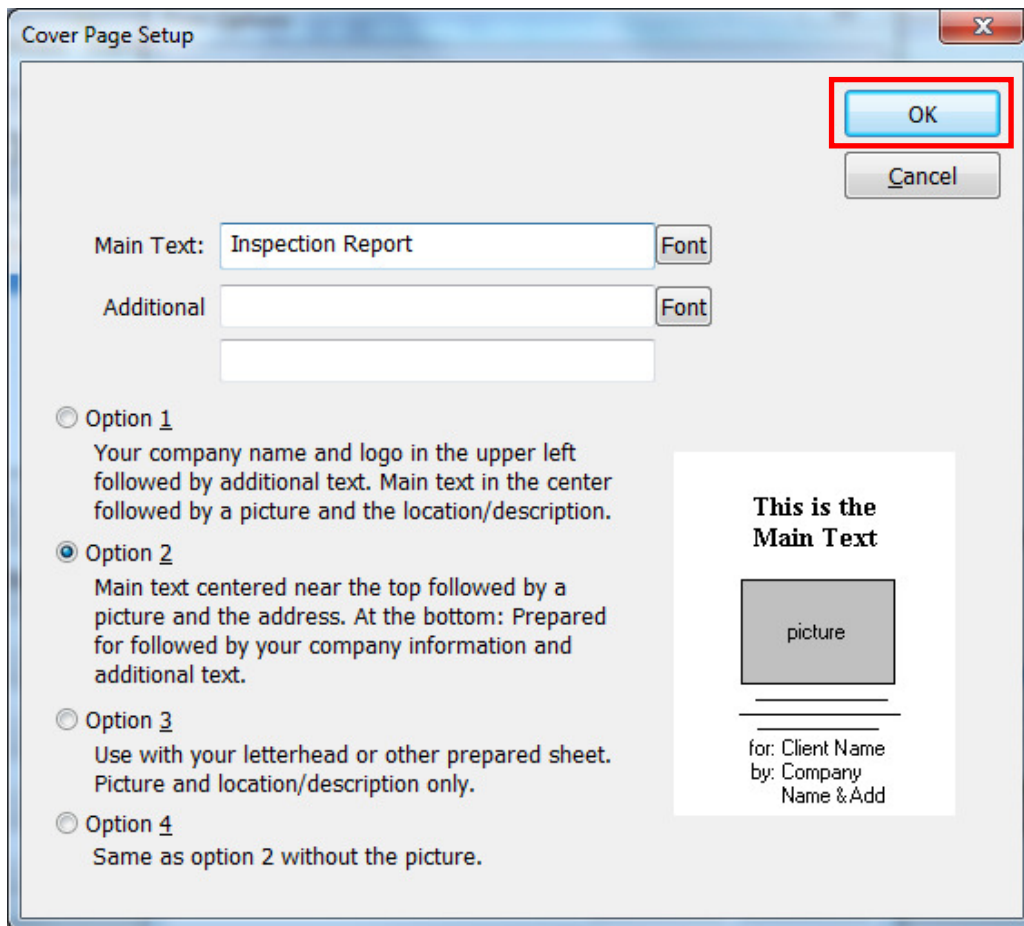 Cover Page Setup
OK
Cancel
Main Text: Inspection Report Font
Additional Font
Option 1
Your company name and logo in the upper left
followed by additional text. Main text in the center
followed by a picture and the location/description.
Option 2
Main text centered near the top followed by a
picture and the address. At the bottom: Prepared
for followed by your company information and
additional text.
Option 3
Use with your letterhead or other prepared sheet.
Picture and location/description only.
Option 4
Same as option 2 without the picture.
This is the
Main Text
picture
for: Client Name
by: Company
Name & Add